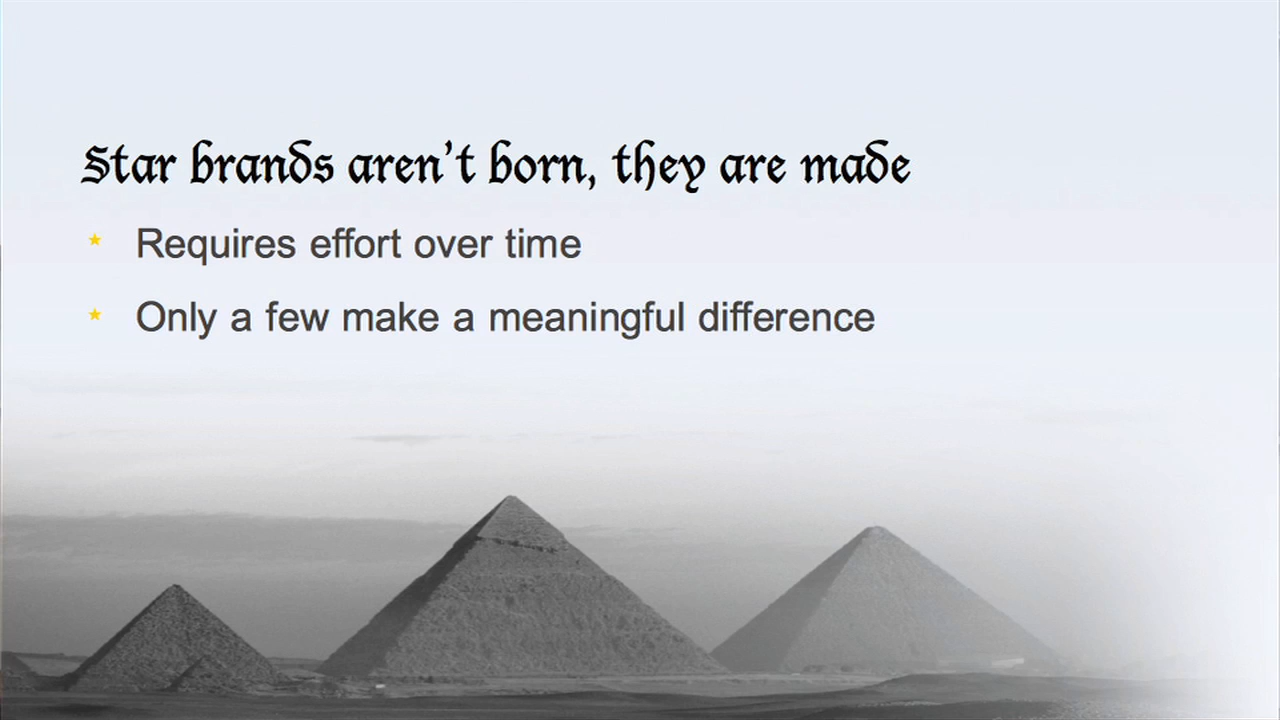 Star brands aren't born, they are made
Requires effort over time
Only a few make a meaningful difference